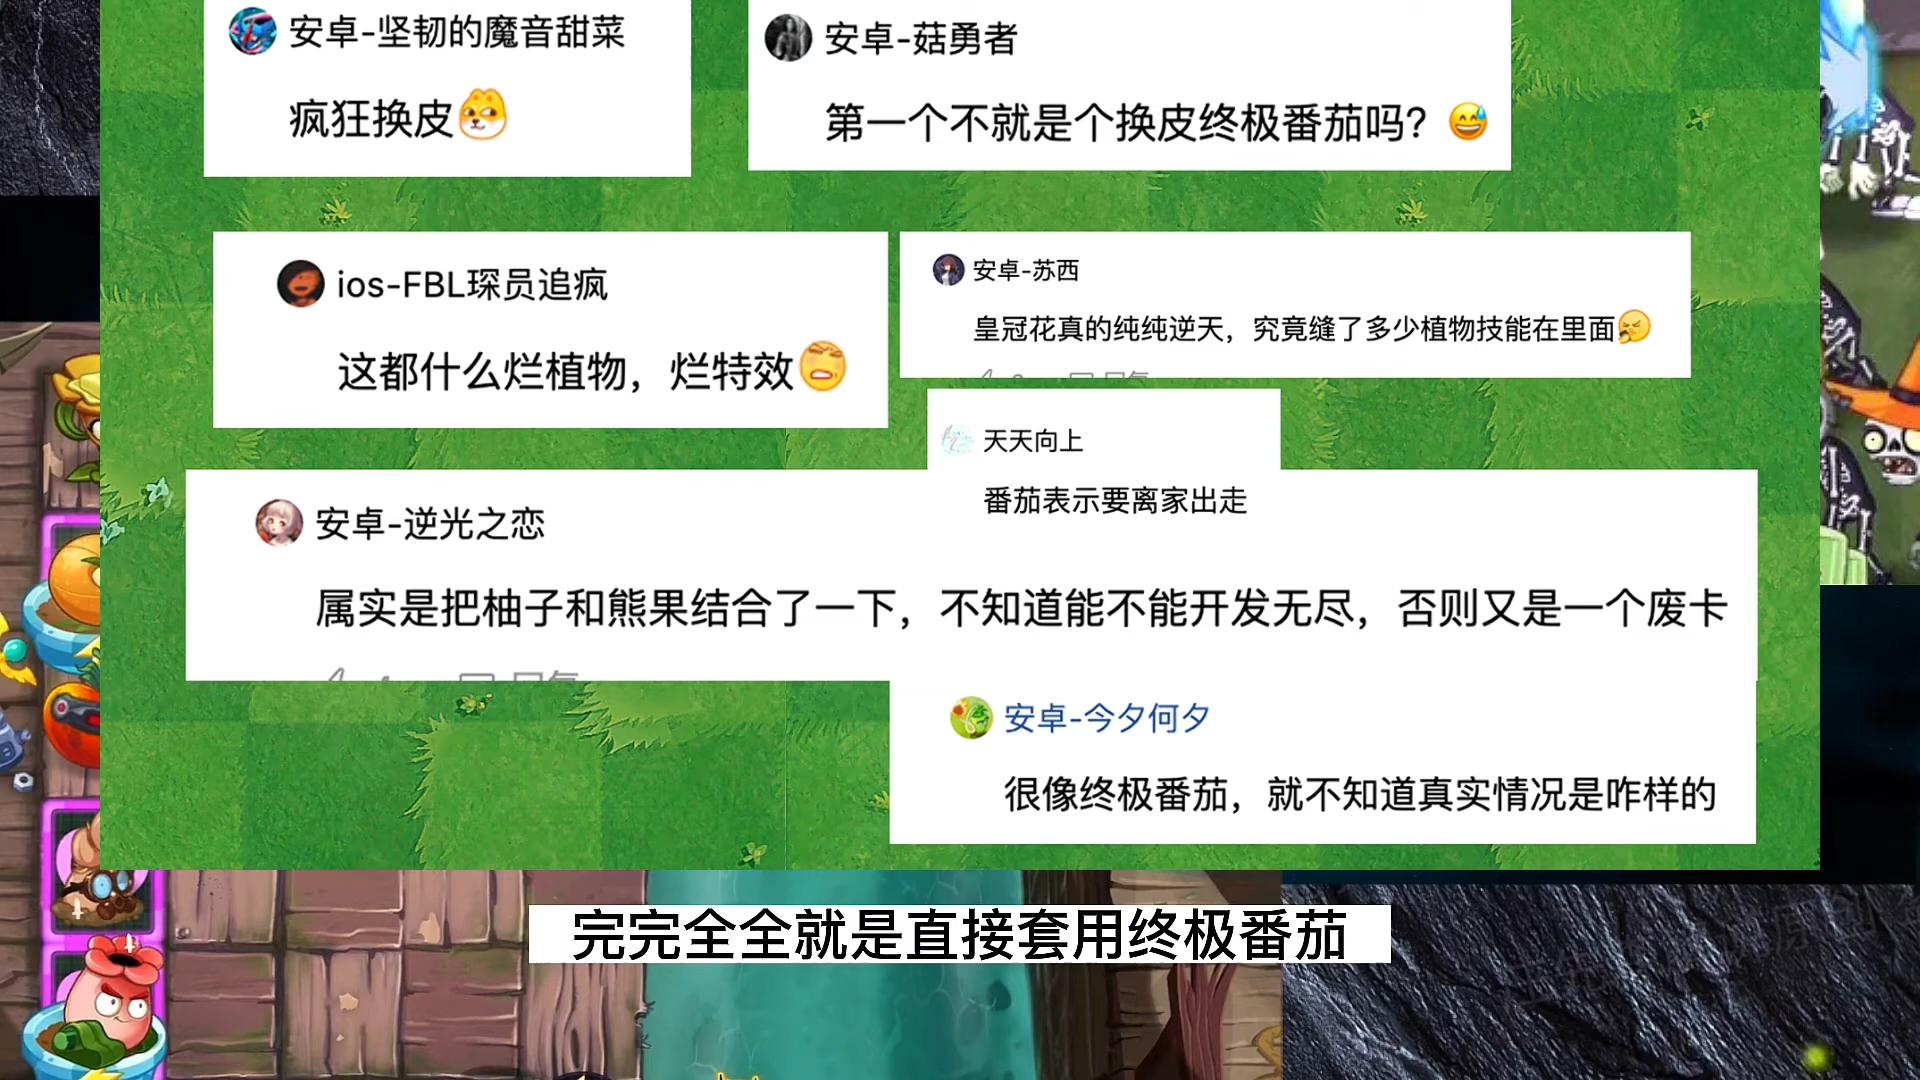 安卓-坚韧的魔音甜菜
疯狂换皮
安卓-菇勇者
第一个不就是个换皮终极番茄吗？
ios-FBL琛员追疯
这都什么烂植物，烂特效
安卓-苏西
皇冠花真的纯纯逆天，究竟缝了多少植物技能在里面
天天向上
番茄表示要离家出走
安卓-逆光之恋
属实是把柚子和熊果结合了一下，不知道能不能开发无尽，否则又是一个废卡
安卓-今夕何夕
很像终极番茄，就不知道真实情况是咋样的
完完全全就是直接套用终极番茄